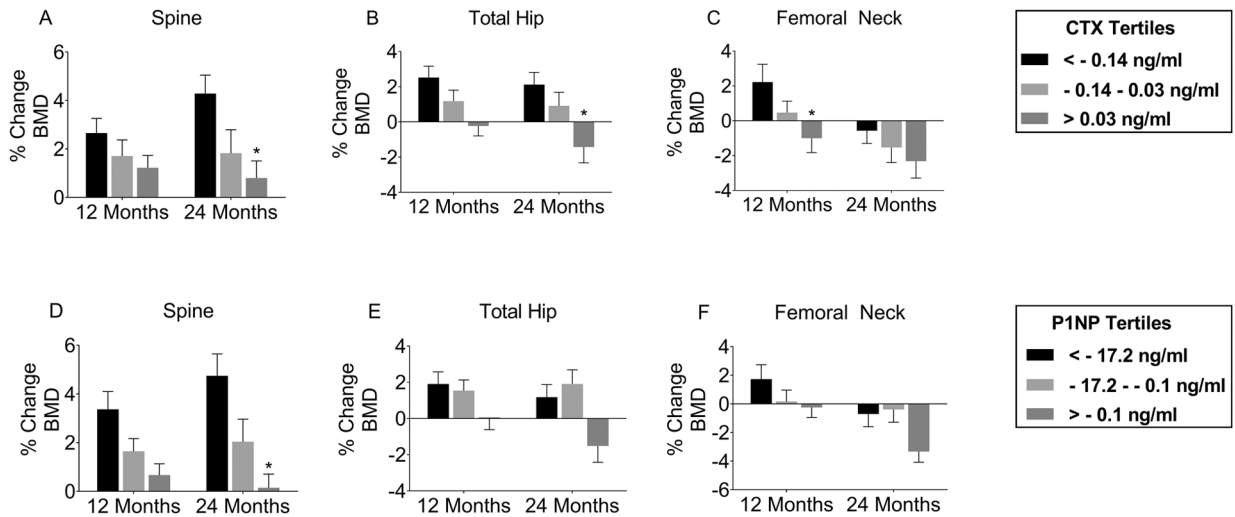 A
Spine
% Change
BMD
6
4
2
0
*
12 Months
24 Months
B
Total Hip
% Change
BMD
4
2
0
-2
-4
*
12 Months
24 Months
C
Femoral Neck
% Change
BMD
4
2
0
-2
-4
*
12 Months
24 Months
CTX Tertiles
< - 0.14 ng/ml
- 0.14 - 0.03 ng/ml
> 0.03 ng/ml
D
Spine
% Change
BMD
6
4
2
0
*
12 Months
24 Months
E
Total Hip
% Change
BMD
4
2
0
-2
-4
12 Months
24 Months
F
Femoral Neck
% Change
BMD
4
2
0
-2
-4
-6
12 Months
24 Months
P1NP Tertiles
< - 17.2 ng/ml
- 17.2 - - 0.1 ng/ml
> - 0.1 ng/ml